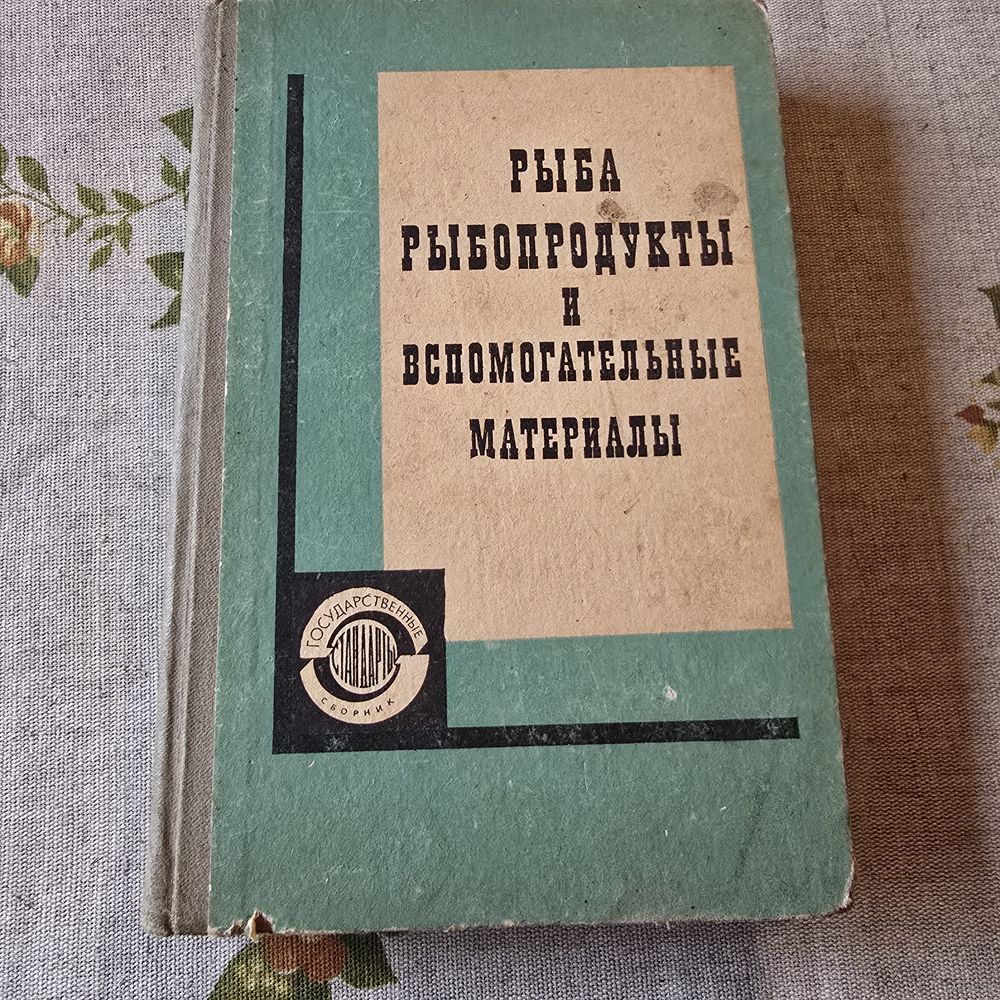 РЫБА
РЫБОПРОДУКТЫ
И
ВСПОМОГАТЕЛЬНЫЕ
МАТЕРИАЛЫ
ГОСУДАРСТВЕННЫЕ
СТАНДАРТЫ
СБОРНИК